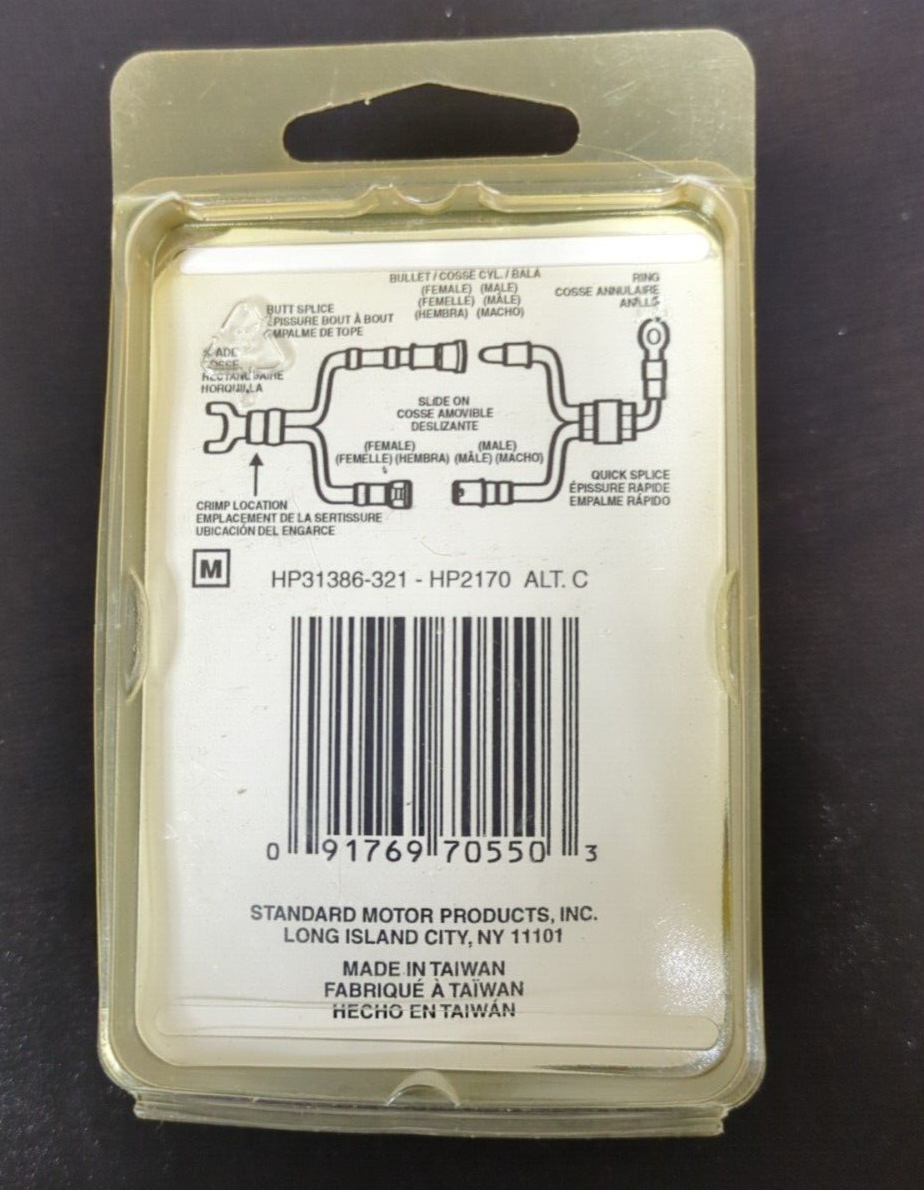 BULLET / COSSE CYL. / BALA
(FEMALE) (MALE)
(FEMELLE) (MÂLE)
(HEMBRA) (MACHO)
RING
COSSE ANNULAIRE
BUTT SPLICE
ÉPISSURE BOUT À BOUT
EMPALME DE TOPE
HORQUILLA
SLIDE ON
COSSE AMOVIBLE
DESLIZANTE
(FEMALE) (MALE)
(FEMELLE) (HEMBRA) (MÂLE) (MACHO)
QUICK SPLICE
ÉPISSURE RAPIDE
EMPALME RÁPIDO
CRIMP LOCATION
EMPLACEMENT DE LA SERTISSURE
UBICACIÓN DEL ENGARCE
M
HP31386-321 - HP2170 ALT. C
0 91769 70550 3
STANDARD MOTOR PRODUCTS, INC.
LONG ISLAND CITY, NY 11101
MADE IN TAIWAN
FABRIQUÉ À TAÏWAN
HECHO EN TAIWÁN